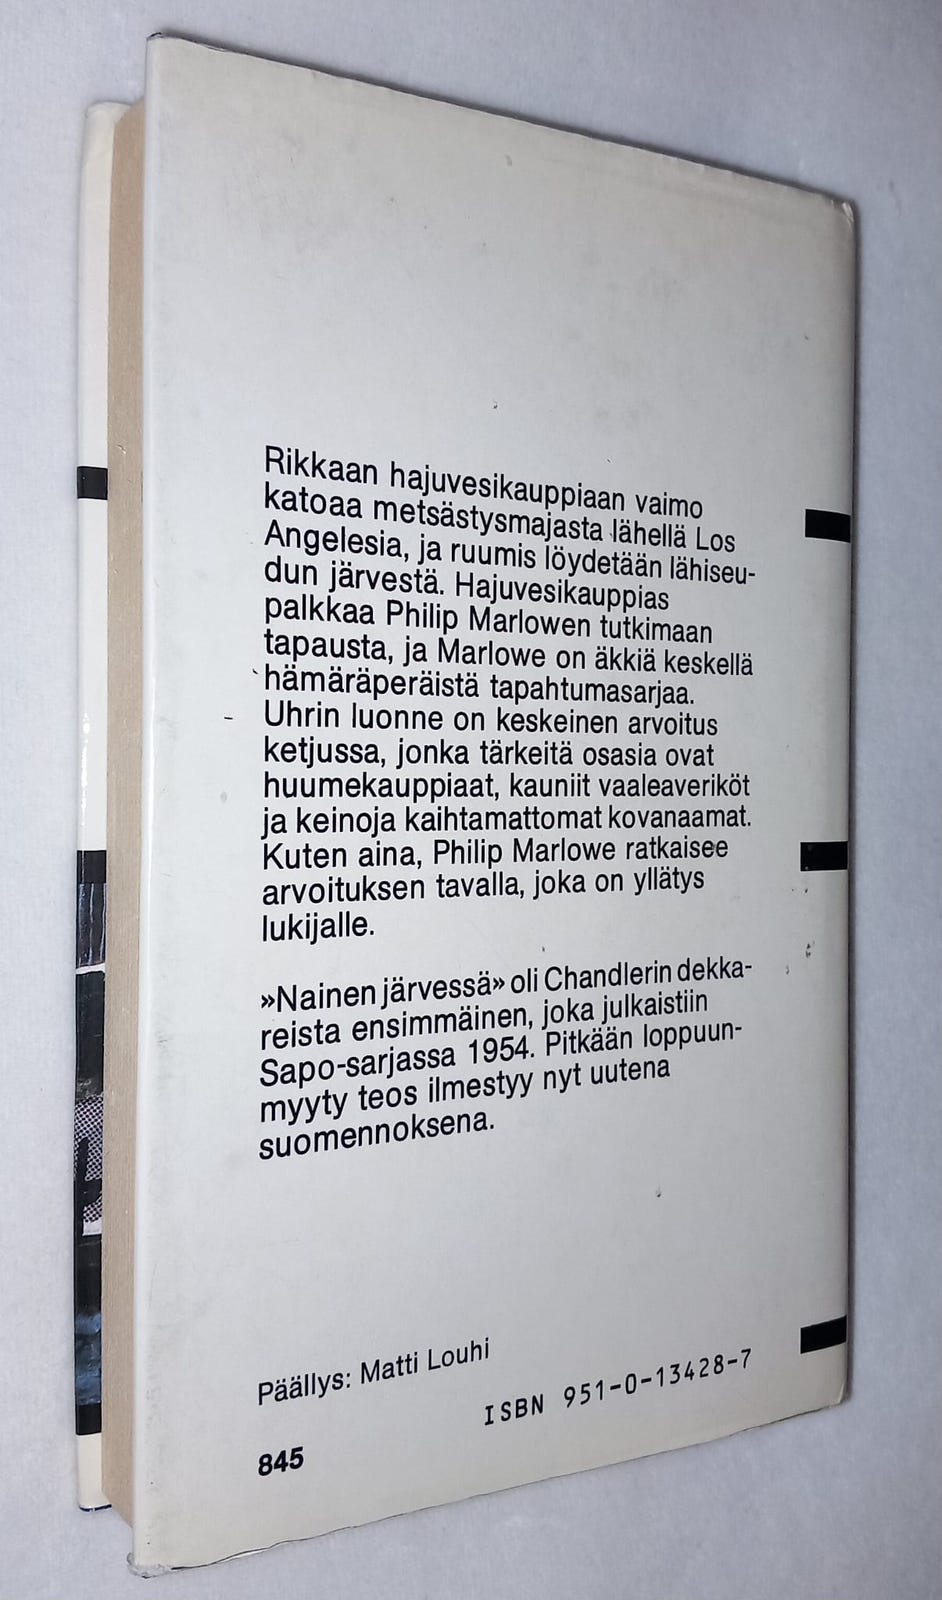 Rikkaan hajuvesikauppiaan vaimo
katoaa metsästysmajasta lähellä Los
Angelesia, ja ruumis löydetään lähiseu-
dun järvestä. Hajuvesikauppias
palkkaa Philip Marlowen tutkimaan
tapausta, ja Marlowe on äkkiä keskellä
hämäräperäistä tapahtumasarjaa.
Uhrin luonne on keskeinen arvoitus
ketjussa, jonka tärkeitä osasia ovat
huumekauppiaat, kauniit vaaleaveriköt
ja keinoja kaihtamattomat kovanaamat.
Kuten aina, Philip Marlowe ratkaisee
arvoituksen tavalla, joka on yllätys
lukijalle.
»Nainen järvessä» oli Chandlerin dekka-
reista ensimmäinen, joka julkaistiin
Sapo-sarjassa 1954. Pitkään loppuun-
myyty teos ilmestyy nyt uutena
suomennoksena.
Päällys: Matti Louhi
ISBN 951-0-13428-7
845